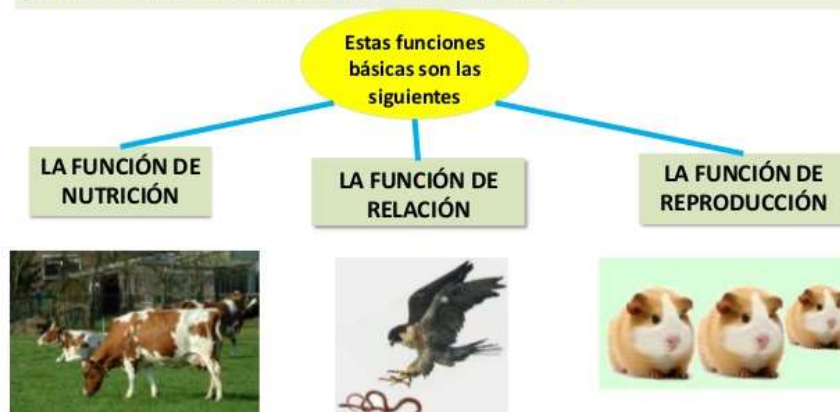 Estas funciones
básicas son las
siguientes
LA FUNCIÓN DE
NUTRICIÓN
LA FUNCIÓN DE
RELACIÓN
LA FUNCIÓN DE
REPRODUCCIÓN